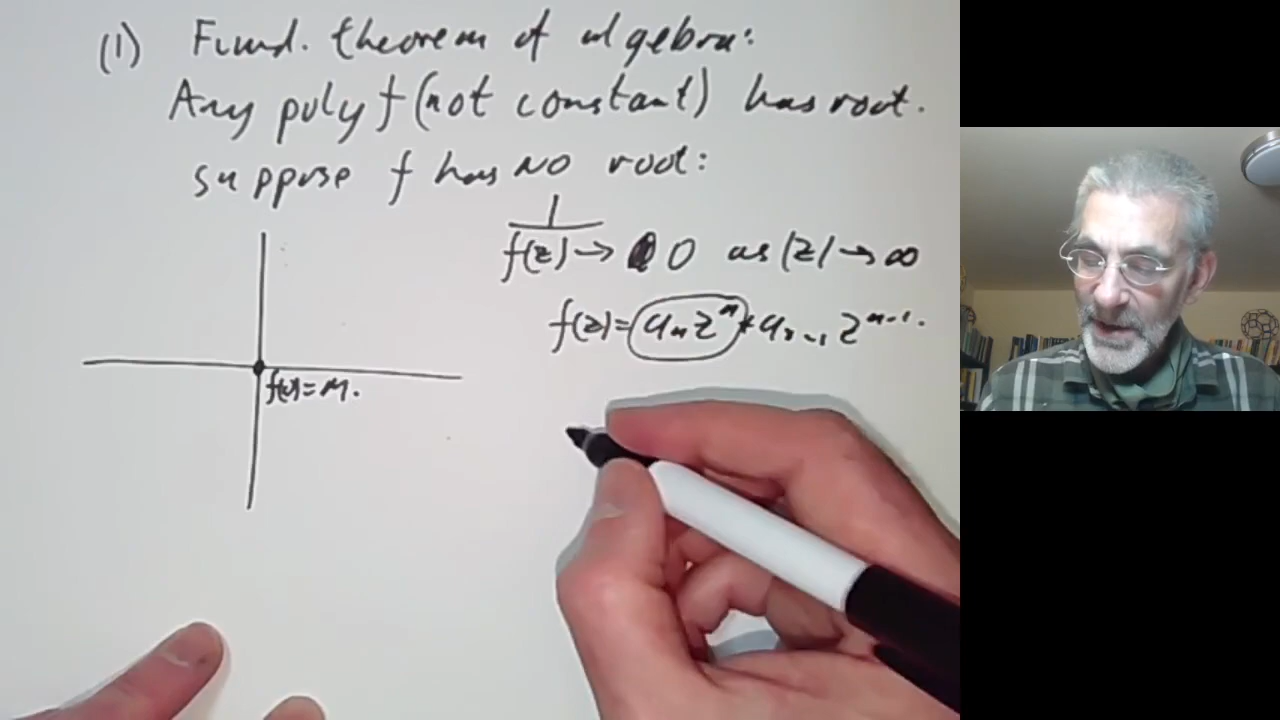 (1) Fund. theorem of algebra:
Any poly f (not constant) has root.
suppose f has NO root:
1
f(z) → 0 as |z| → ∞
f(z) = aₙzⁿ + aₙ₋₁ zⁿ⁻¹.
f(0) = M.